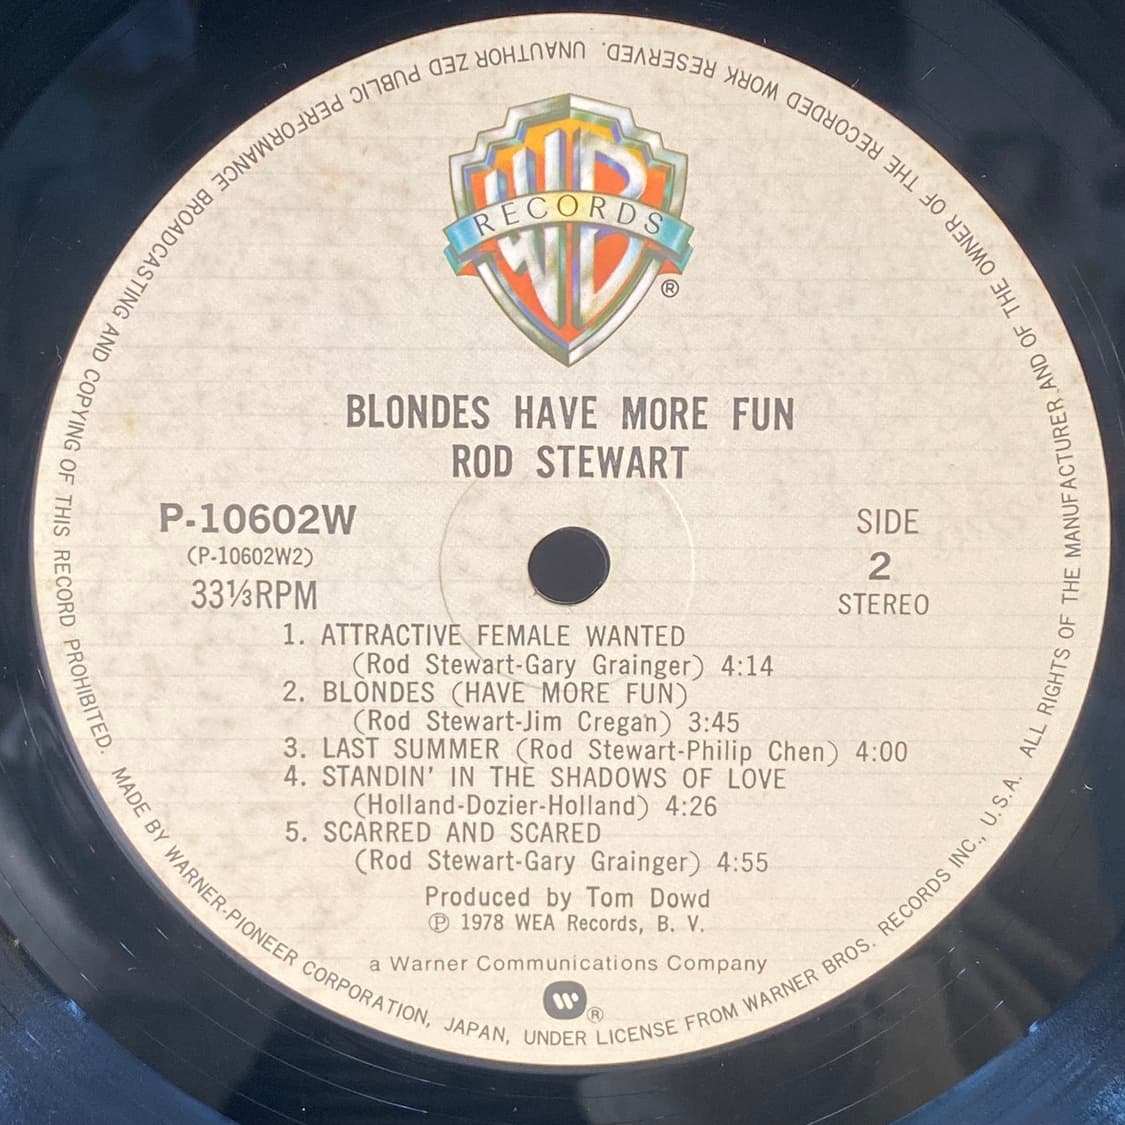 WB
RECORDS
®
BLONDES HAVE MORE FUN
ROD STEWART
P-10602W
(P-10602W2)
33⅓RPM
SIDE
2
STEREO
1. ATTRACTIVE FEMALE WANTED
(Rod Stewart-Gary Grainger) 4:14
2. BLONDES (HAVE MORE FUN)
(Rod Stewart-Jim Cregan) 3:45
3. LAST SUMMER (Rod Stewart-Philip Chen) 4:00
4. STANDIN' IN THE SHADOWS OF LOVE
(Holland-Dozier-Holland) 4:26
5. SCARRED AND SCARED
(Rod Stewart-Gary Grainger) 4:55
Produced by Tom Dowd
Ⓟ 1978 WEA Records, B. V.
a Warner Communications Company
®
MADE BY WARNER-PIONEER CORPORATION, JAPAN, UNDER LICENSE FROM WARNER BROS. RECORDS INC., U.S.A. ALL RIGHTS OF THE MANUFACTURER AND OF THE OWNER OF THE RECORDED WORK RESERVED. UNAUTHOR ZED PUBLIC PERFORMANCE BROADCASTING AND COPYING OF THIS RECORD PROHIBITED.